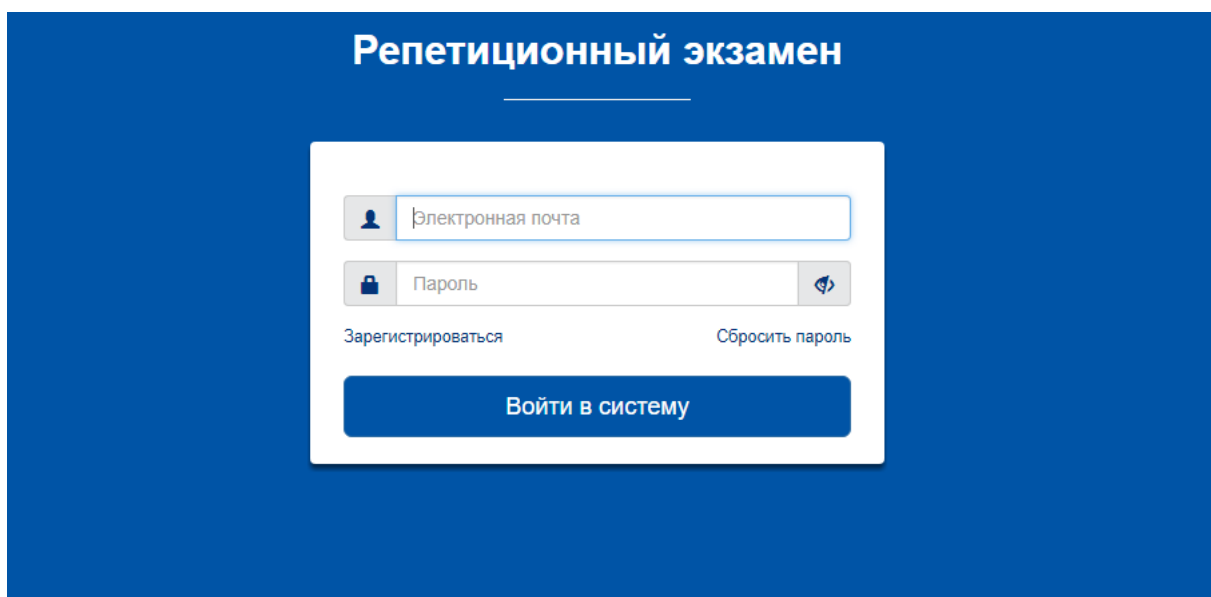 Репетиционный экзамен
Электронная почта
Пароль
Зарегистрироваться
Сбросить пароль
Войти в систему